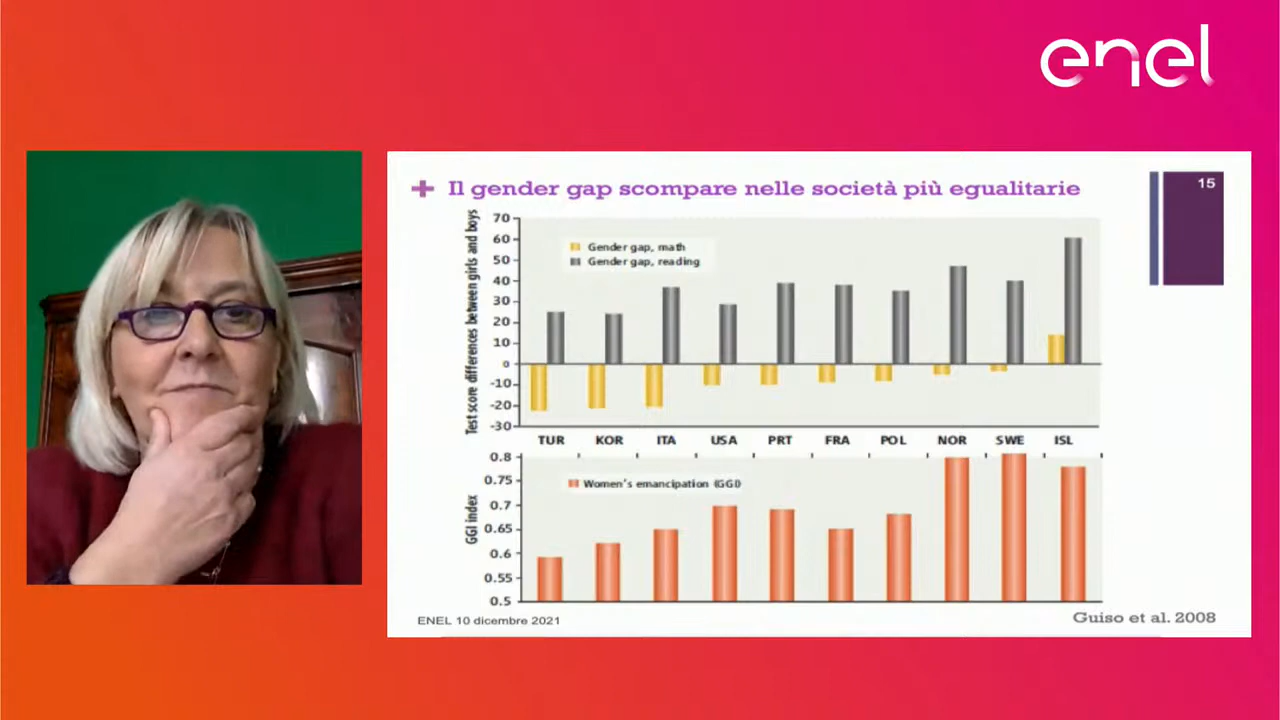 enel
Il gender gap scompare nelle società più egualitarie
15
Test score differences between girls and boys
70
60
50
40
30
20
10
0
-10
-20
-30
Gender gap, math
Gender gap, reading
TUR KOR ITA USA PRT FRA POL NOR SWE ISL
GGI index
0.8
0.75
0.7
0.65
0.6
0.55
0.5
Women's emancipation (GGI)
ENEL 10 dicembre 2021
Guiso et al. 2008